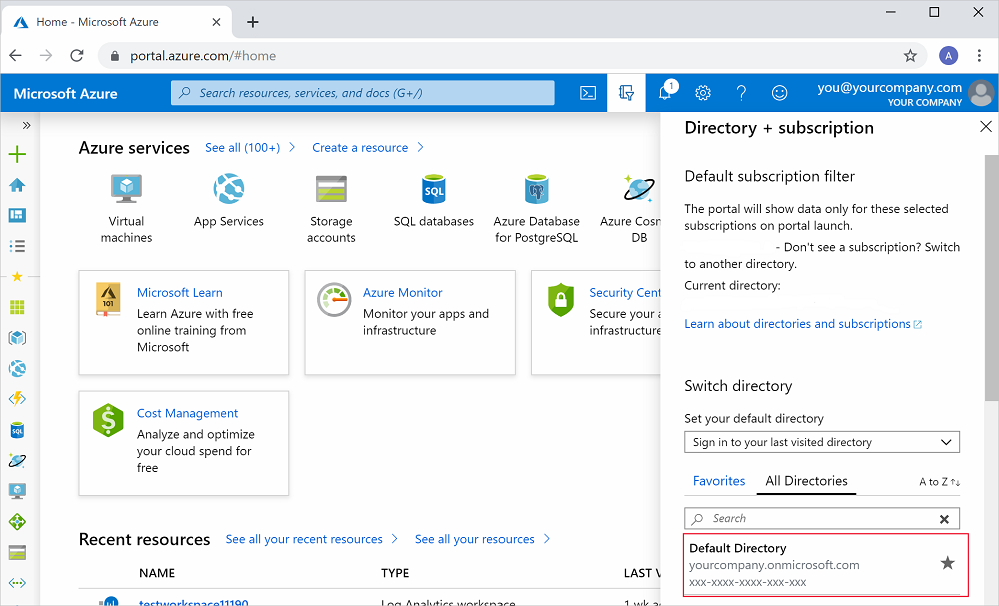 Home - Microsoft Azure
portal.azure.com/#home
A
Microsoft Azure
Search resources, services, and docs (G+/)
1
you@yourcompany.com
YOUR COMPANY
Azure services
See all (100+)
Create a resource
Virtual
machines
App Services
Storage
accounts
SQL
SQL databases
Azure Database
for PostgreSQL
Azure Cosm
DB
101
Microsoft Learn
Learn Azure with free
online training from
Microsoft
Azure Monitor
Monitor your apps and
infrastructure
Security Cent
Secure your a
infrastructure
Cost Management
Analyze and optimize
your cloud spend for
free
Recent resources
See all your recent resources
See all your resources
NAME
TYPE
LAST V
testworkspace11190
Log Analytics workspace
1 wk a
SQL
Directory + subscription
Default subscription filter
The portal will show data only for these selected
subscriptions on portal launch.
- Don't see a subscription? Switch
to another directory.
Current directory:
Learn about directories and subscriptions
Switch directory
Set your default directory
Sign in to your last visited directory
Favorites
All Directories
A to Z
Search
Default Directory
yourcompany.onmicrosoft.com
xxx-xxxx-xxxx-xxx-xxx